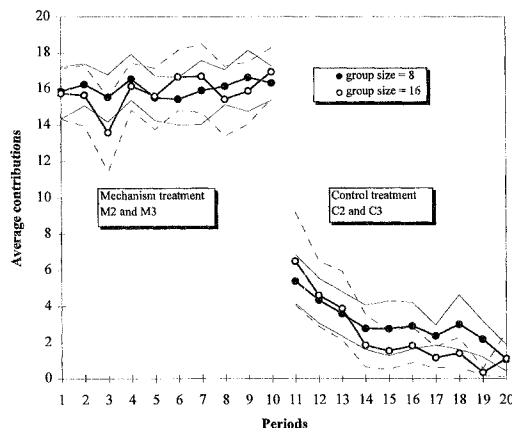 20
18
16
14
12
10
8
6
4
2
0
Average contributions
group size = 8
group size = 16
Mechanism treatment
M2 and M3
Control treatment
C2 and C3
1 2 3 4 5 6 7 8 9 10 11 12 13 14 15 16 17 18 19 20
Periods